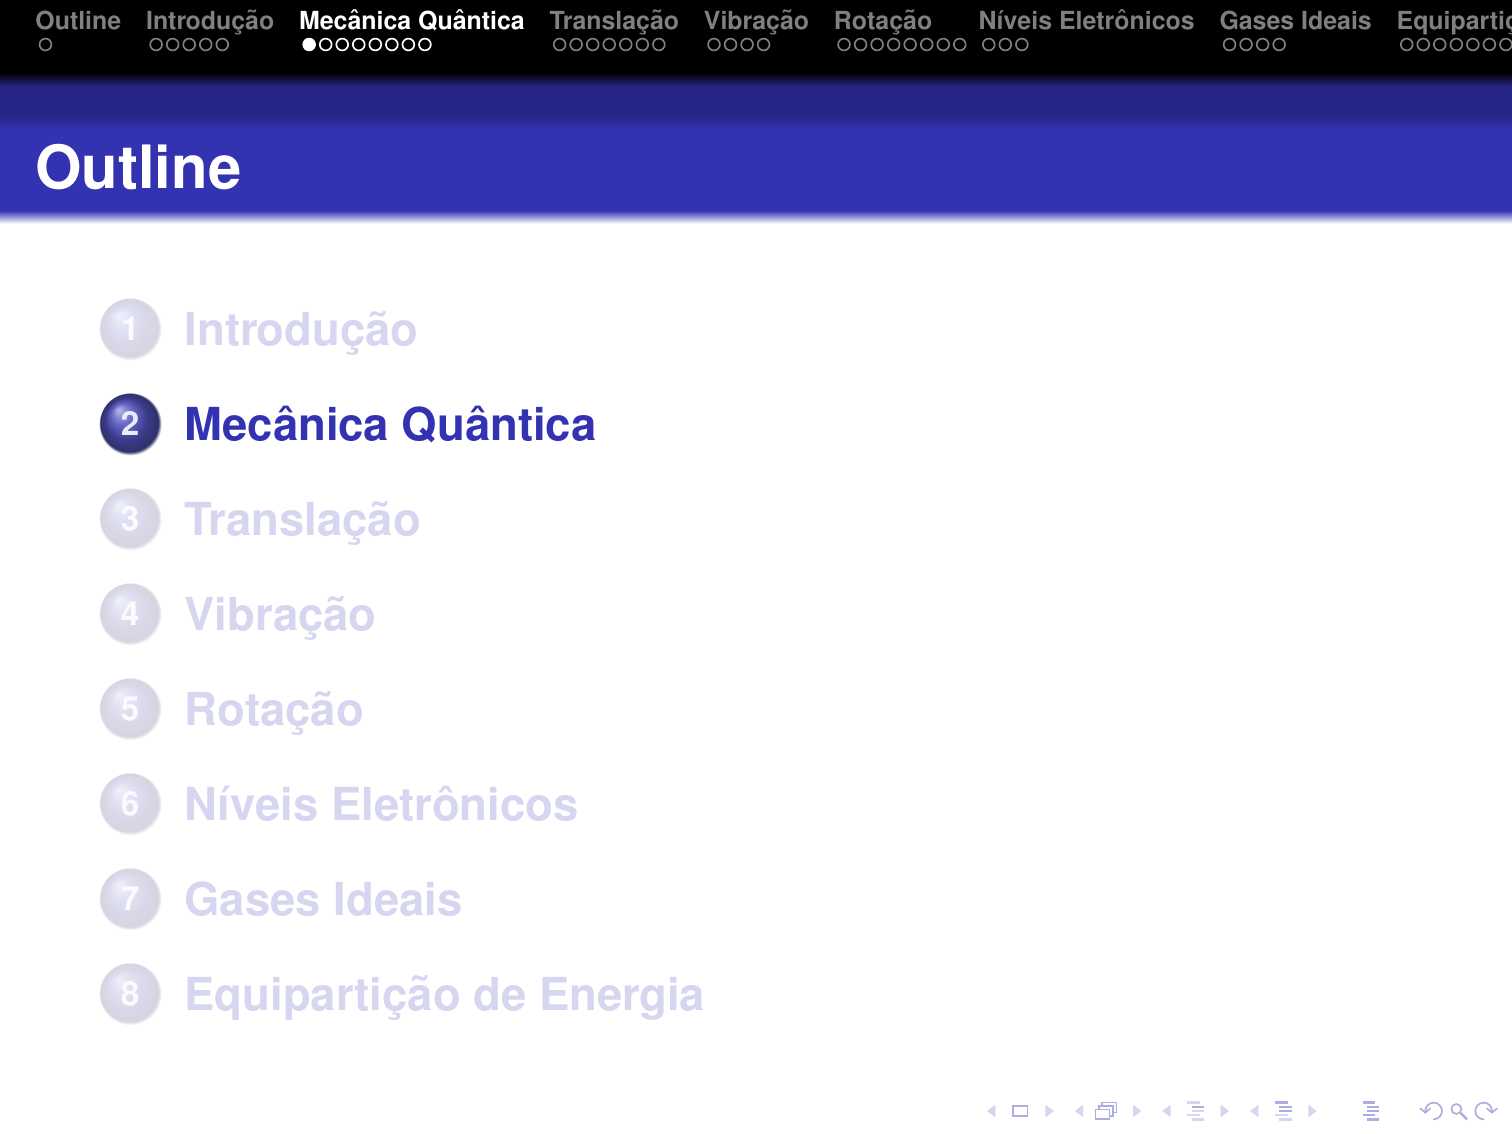 Outline Introdução Mecânica Quântica Translação Vibração Rotação Níveis Eletrônicos Gases Ideais
Outline
1 Introdução
2 Mecânica Quântica
3 Translação
4 Vibração
5 Rotação
6 Níveis Eletrônicos
7 Gases Ideais
8 Equipartição de Energia